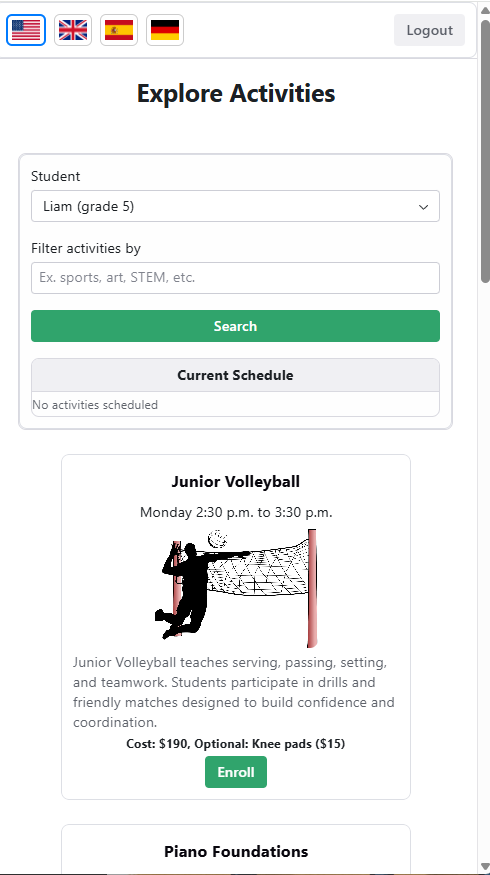 Logout
Explore Activities
Student
Liam (grade 5)
Filter activities by
Ex. sports, art, STEM, etc.
Search
Current Schedule
No activities scheduled
Junior Volleyball
Monday 2:30 p.m. to 3:30 p.m.
Junior Volleyball teaches serving, passing, setting,
and teamwork. Students participate in drills and
friendly matches designed to build confidence and
coordination.
Cost: $190, Optional: Knee pads ($15)
Enroll
Piano Foundations